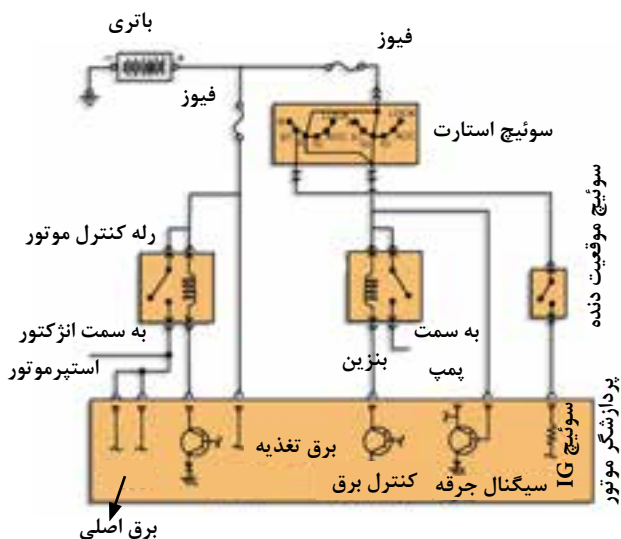 باتری
فیوز
فیوز
سوئیچ استارت
سوئیچ موقعیت دنده
رله کنترل موتور
به سمت انژکتور
استپرموتور
به سمت
پمپ
بنزین
پردازشگر موتور
سوئیچ IG
سیگنال جرقه
کنترل برق
برق تغذیه
برق اصلی